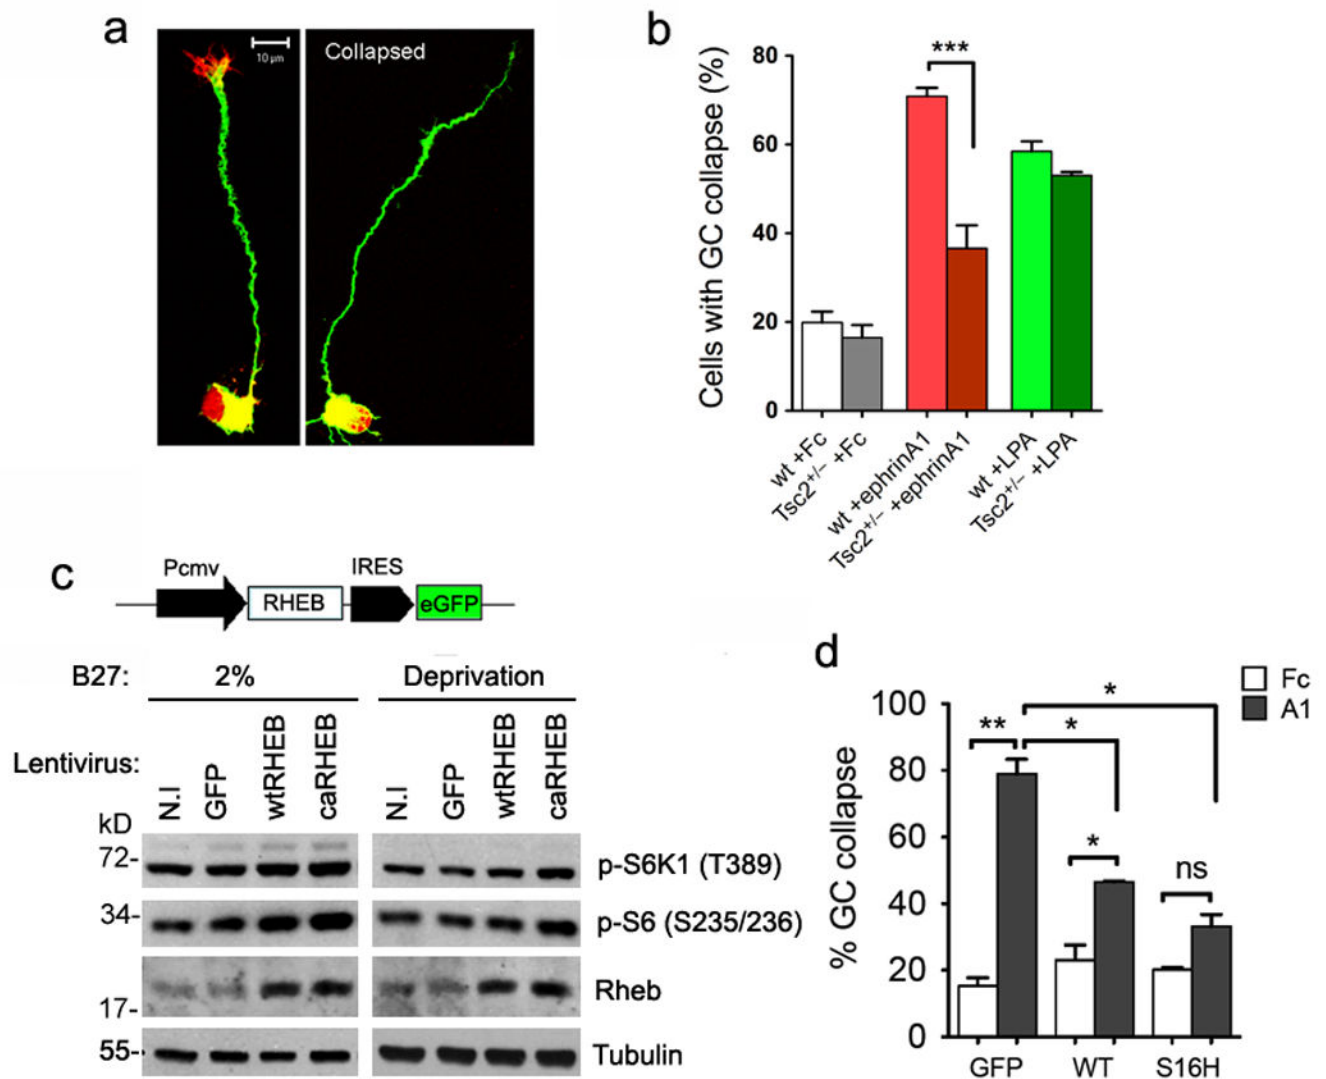 a
10 µm
Collapsed
b
Cells with GC collapse (%)
80
60
40
20
0
***
wt +Fc
Tsc2+/− +Fc
wt +ephrinA1
Tsc2+/− +ephrinA1
wt +LPA
Tsc2+/− +LPA
c
Pcmv
IRES
RHEB
eGFP
B27:
2%
Deprivation
Lentivirus:
N.I
GFP
wtRHEB
caRHEB
N.I
GFP
wtRHEB
caRHEB
kD
72-
p-S6K1 (T389)
34-
p-S6 (S235/236)
Rheb
17-
55-
Tubulin
d
Fc
A1
% GC collapse
100
80
60
40
20
0
**
*
*
*
ns
GFP
WT
S16H